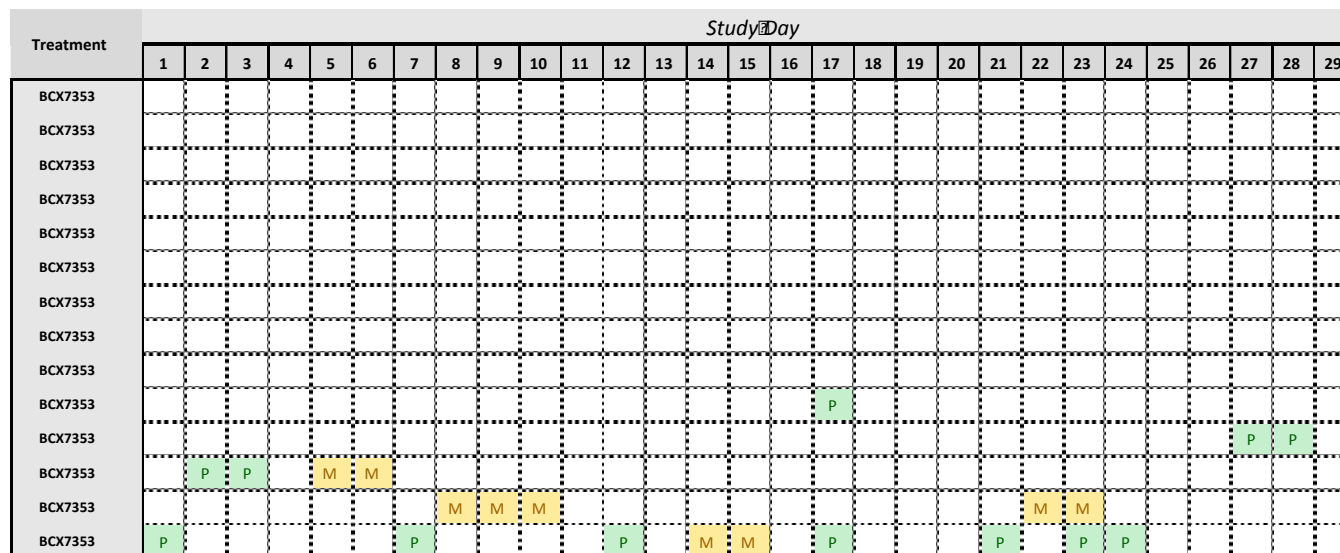 Study Day
Treatment
1 2 3 4 5 6 7 8 9 10 11 12 13 14 15 16 17 18 19 20 21 22 23 24 25 26 27 28 29
BCX7353
BCX7353
BCX7353
BCX7353
BCX7353
BCX7353
BCX7353
BCX7353
BCX7353
BCX7353 P
BCX7353 P P
BCX7353 P P M M
BCX7353 M M M M M
BCX7353 P P P M M P P P P